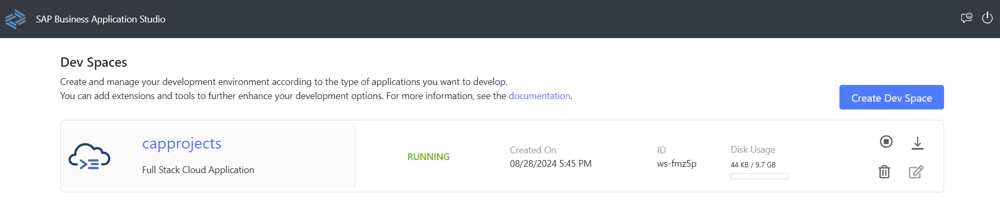 SAP Business Application Studio
Dev Spaces
Create and manage your development environment according to the type of applications you want to develop.
You can add extensions and tools to further enhance your development options. For more information, see the documentation.
Create Dev Space
capprojects
Full Stack Cloud Application
RUNNING
Created On
08/28/2024 5:45 PM
ID
ws-fmz5p
Disk Usage
44 KB / 9.7 GB